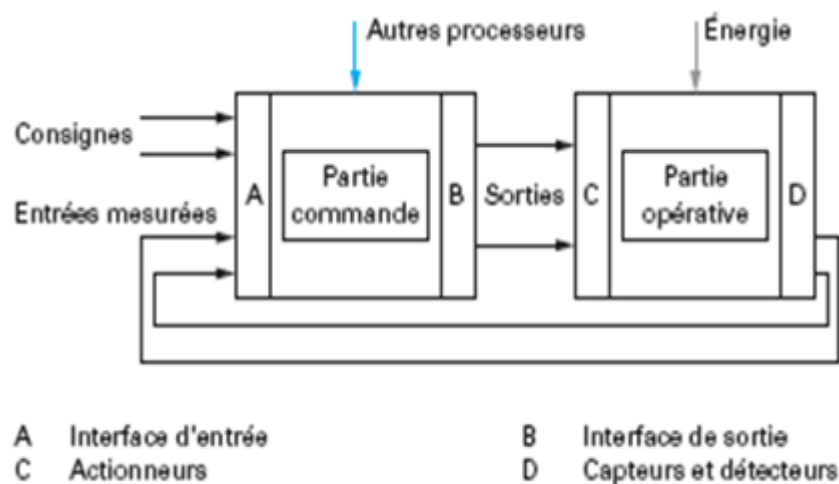 Autres processeurs
Énergie
Consignes
Entrées mesurées
A
Partie
commande
B
Sorties
C
Partie
opérative
D
A Interface d'entrée
B Interface de sortie
C Actionneurs
D Capteurs et détecteurs